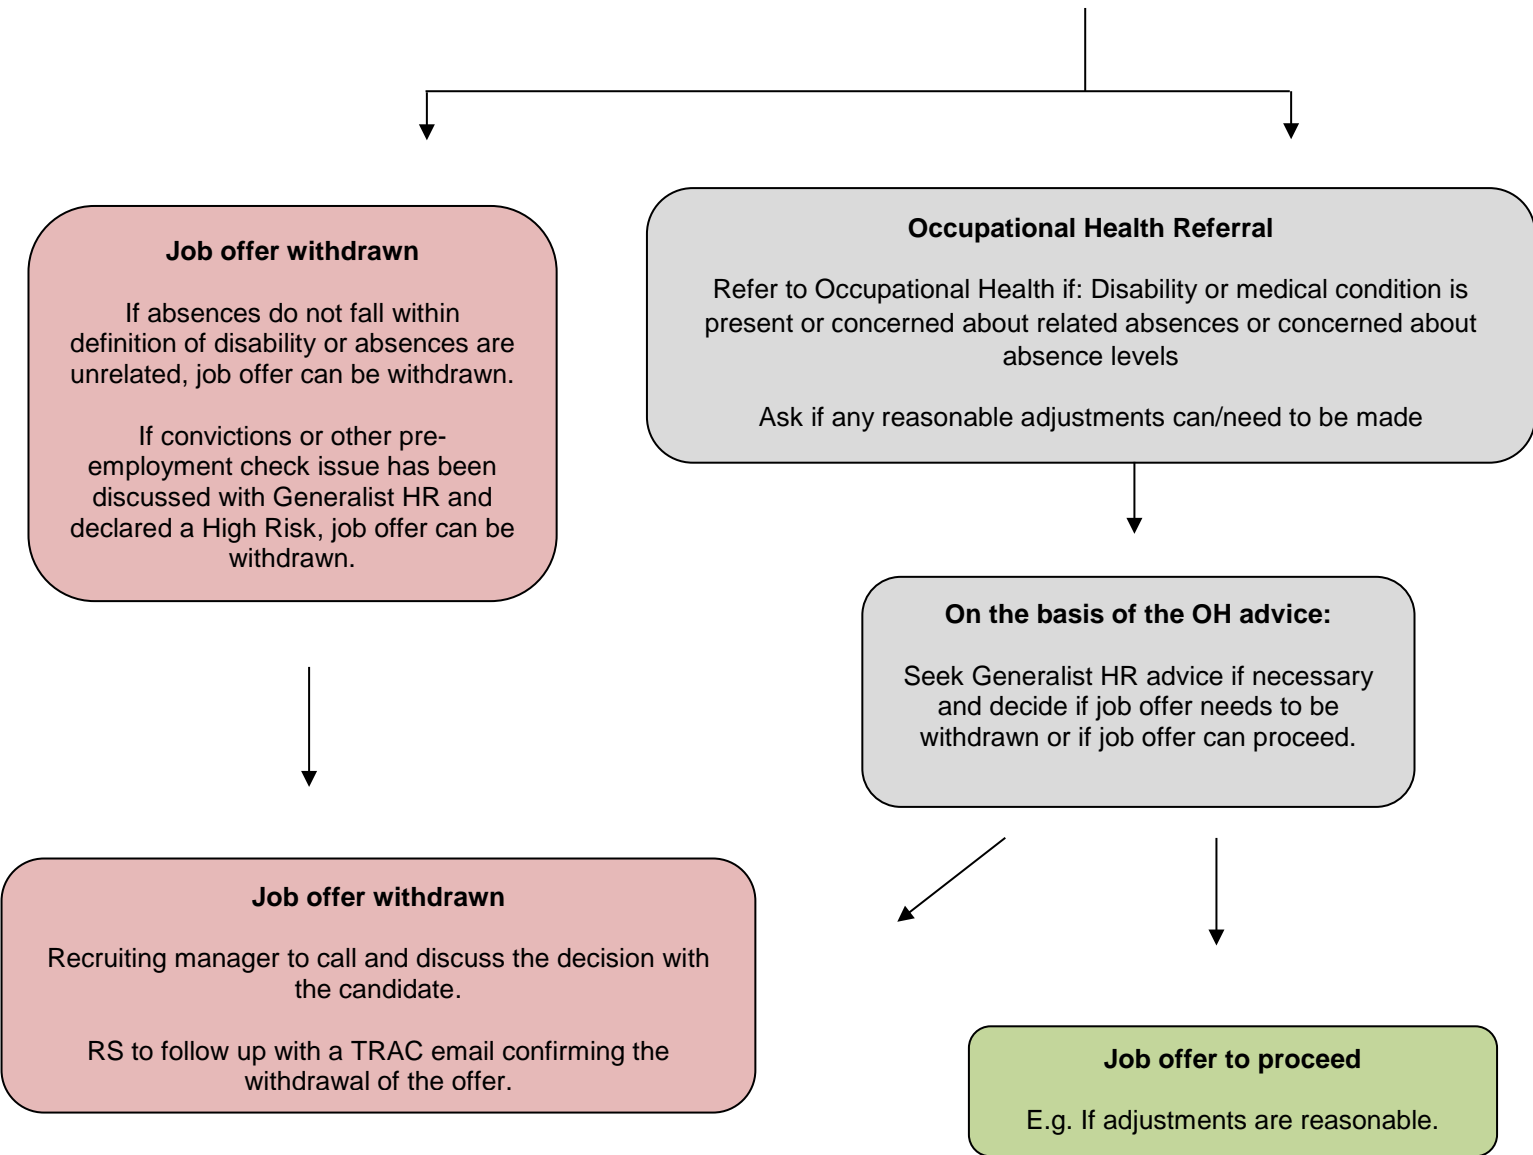 Job offer withdrawn
If absences do not fall within
definition of disability or absences are
unrelated, job offer can be withdrawn.
If convictions or other pre-
employment check issue has been
discussed with Generalist HR and
declared a High Risk, job offer can be
withdrawn.
Occupational Health Referral
Refer to Occupational Health if: Disability or medical condition is
present or concerned about related absences or concerned about
absence levels
Ask if any reasonable adjustments can/need to be made
On the basis of the OH advice:
Seek Generalist HR advice if necessary
and decide if job offer needs to be
withdrawn or if job offer can proceed.
Job offer withdrawn
Recruiting manager to call and discuss the decision with
the candidate.
RS to follow up with a TRAC email confirming the
withdrawal of the offer.
Job offer to proceed
E.g. If adjustments are reasonable.